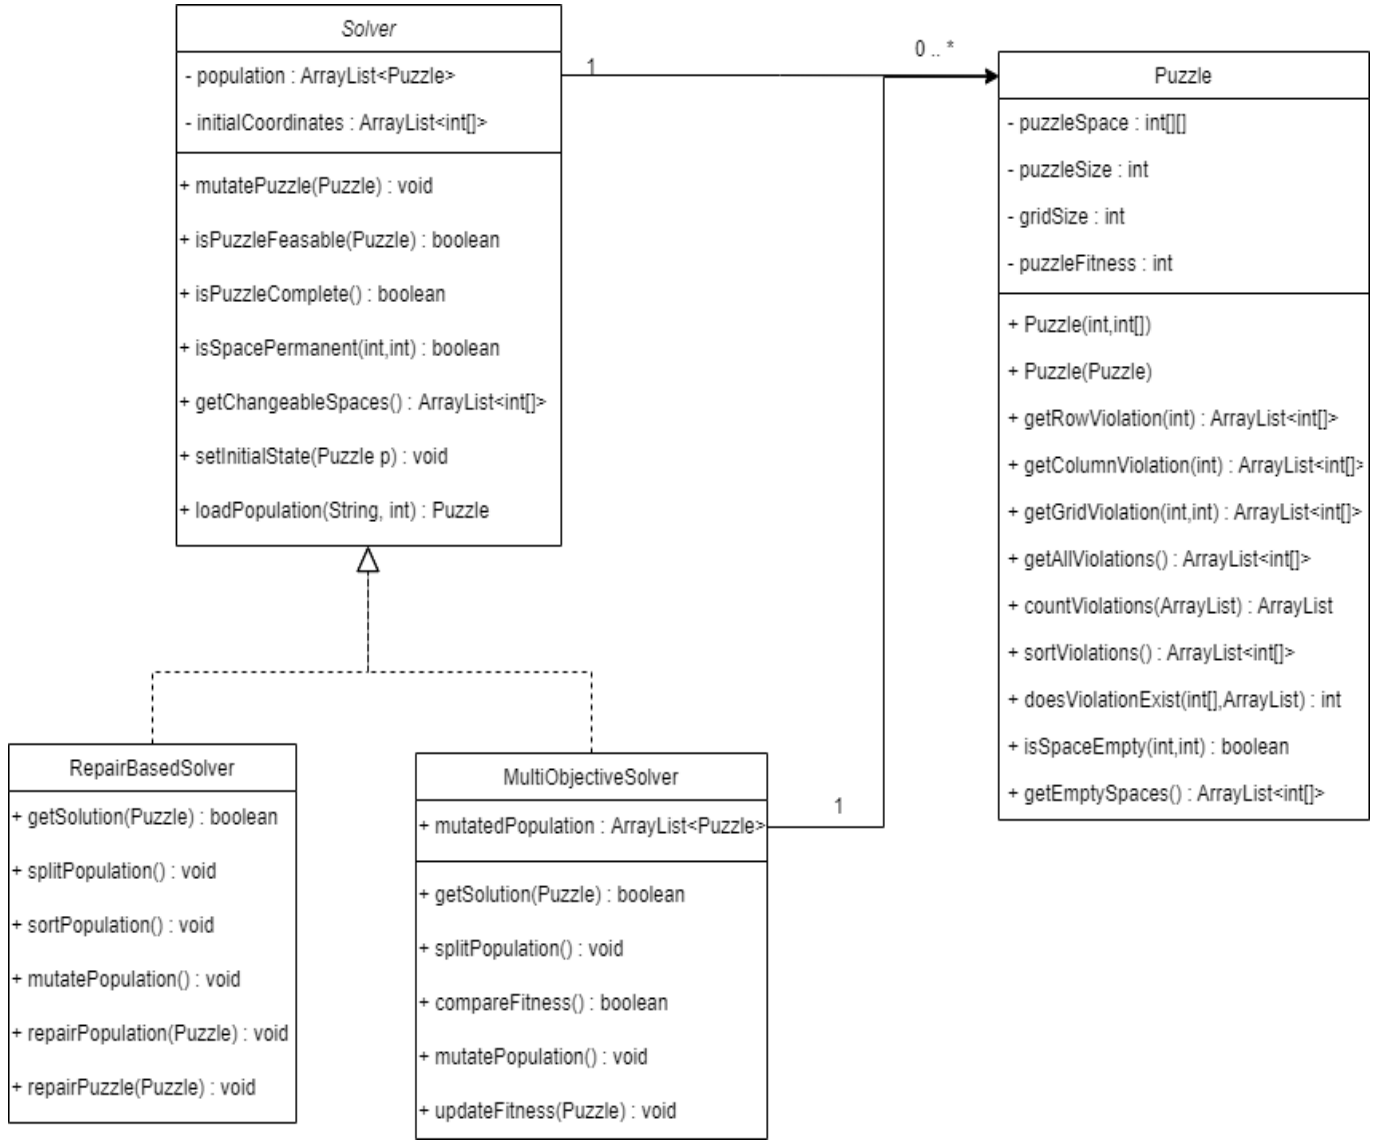 Solver
- population : ArrayList<Puzzle>
- initialCoordinates : ArrayList<int[]>
+ mutatePuzzle(Puzzle) : void
+ isPuzzleFeasable(Puzzle) : boolean
+ isPuzzleComplete() : boolean
+ isSpacePermanent(int,int) : boolean
+ getChangeableSpaces() : ArrayList<int[]>
+ setInitialState(Puzzle p) : void
+ loadPopulation(String, int) : Puzzle
1
0 .. *
Puzzle
- puzzleSpace : int[][]
- puzzleSize : int
- gridSize : int
- puzzleFitness : int
+ Puzzle(int,int[])
+ Puzzle(Puzzle)
+ getRowViolation(int) : ArrayList<int[]>
+ getColumnViolation(int) : ArrayList<int[]>
+ getGridViolation(int,int) : ArrayList<int[]>
+ getAllViolations() : ArrayList<int[]>
+ countViolations(ArrayList) : ArrayList
+ sortViolations() : ArrayList<int[]>
+ doesViolationExist(int[],ArrayList) : int
+ isSpaceEmpty(int,int) : boolean
+ getEmptySpaces() : ArrayList<int[]>
RepairBasedSolver
+ getSolution(Puzzle) : boolean
+ splitPopulation() : void
+ sortPopulation() : void
+ mutatePopulation() : void
+ repairPopulation(Puzzle) : void
+ repairPuzzle(Puzzle) : void
MultiObjectiveSolver
+ mutatedPopulation : ArrayList<Puzzle>
+ getSolution(Puzzle) : boolean
+ splitPopulation() : void
+ compareFitness() : boolean
+ mutatePopulation() : void
+ updateFitness(Puzzle) : void
1